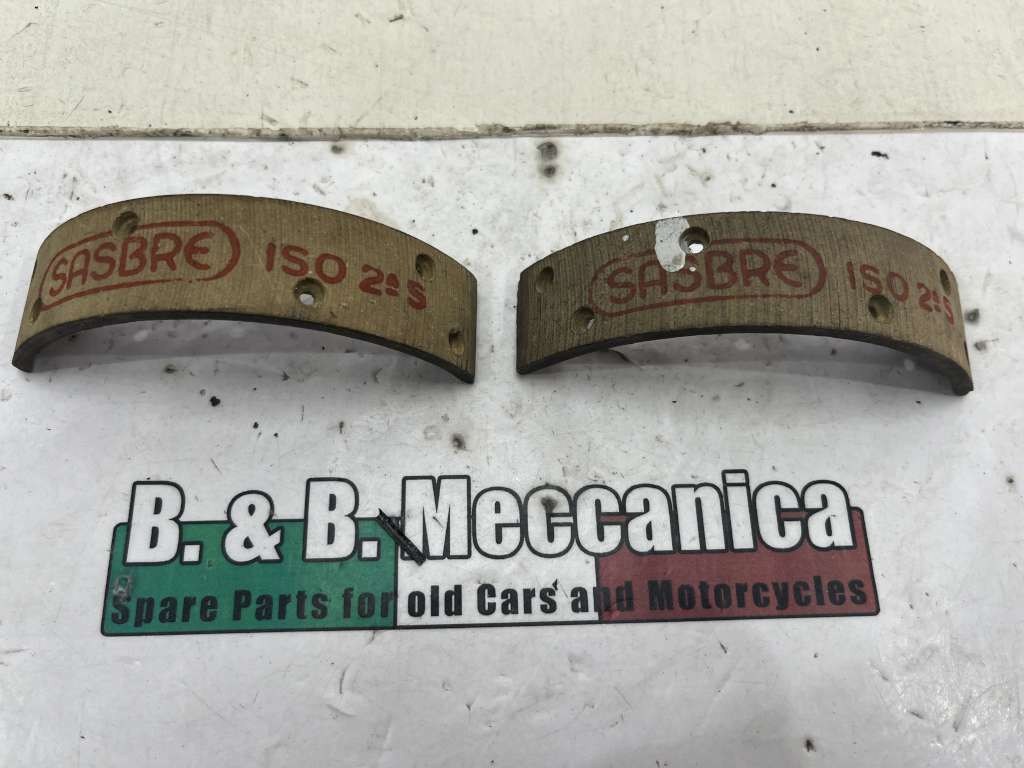 SASBRE ISO 2ª S
SASBRE ISO 2ª S
B. & B. Meccanica
Spare Parts for old Cars and Motorcycles